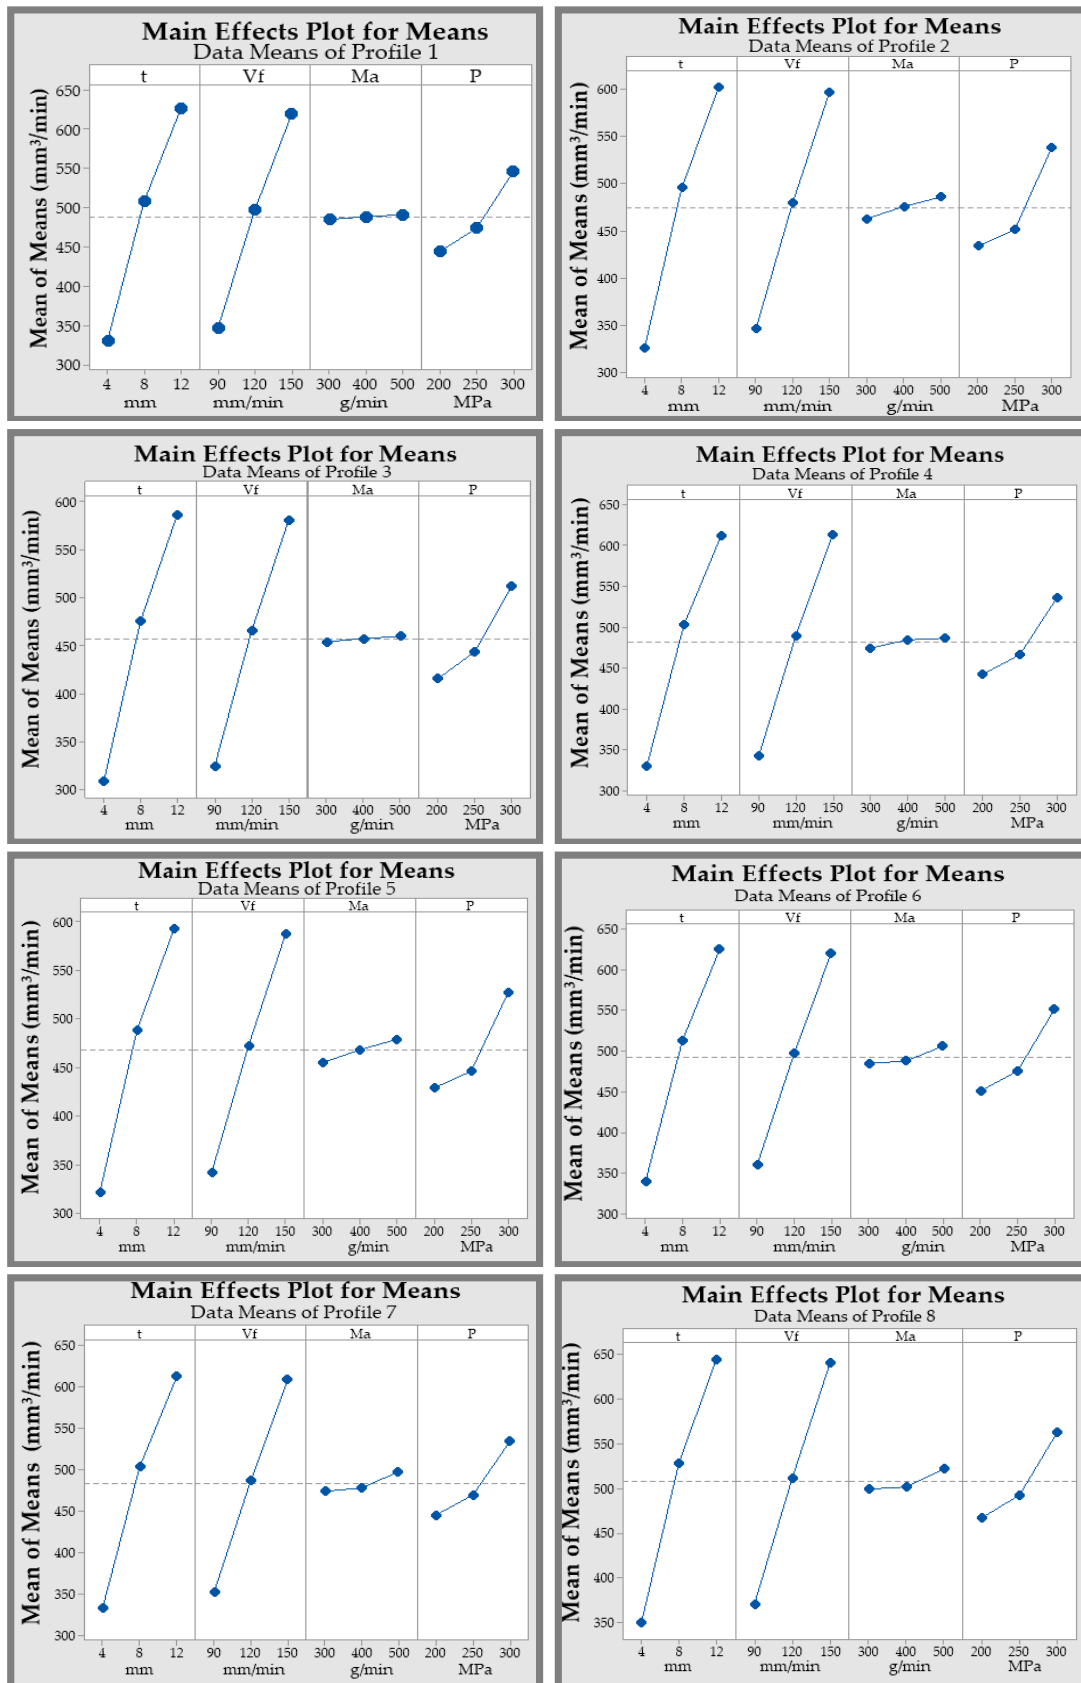 Main Effects Plot for Means
Data Means of Profile 1
t Vf Ma P
Mean of Means (mm³/min)
650
600
550
500
450
400
350
300
4 8 12 90 120 150 300 400 500 200 250 300
mm mm/min g/min MPa
Main Effects Plot for Means
Data Means of Profile 2
t Vf Ma P
Mean of Means (mm³/min)
600
550
500
450
400
350
300
4 8 12 90 120 150 300 400 500 200 250 300
mm mm/min g/min MPa
Main Effects Plot for Means
Data Means of Profile 3
t Vf Ma P
Mean of Means (mm³/min)
600
550
500
450
400
350
300
4 8 12 90 120 150 300 400 500 200 250 300
mm mm/min g/min MPa
Main Effects Plot for Means
Data Means of Profile 4
t Vf Ma P
Mean of Means (mm³/min)
650
600
550
500
450
400
350
300
4 8 12 90 120 150 300 400 500 200 250 300
mm mm/min g/min MPa
Main Effects Plot for Means
Data Means of Profile 5
t Vf Ma P
Mean of Means (mm³/min)
600
550
500
450
400
350
300
4 8 12 90 120 150 300 400 500 200 250 300
mm mm/min g/min MPa
Main Effects Plot for Means
Data Means of Profile 6
t Vf Ma P
Mean of Means (mm³/min)
650
600
550
500
450
400
350
300
4 8 12 90 120 150 300 400 500 200 250 300
mm mm/min g/min MPa
Main Effects Plot for Means
Data Means of Profile 7
t Vf Ma P
Mean of Means (mm³/min)
650
600
550
500
450
400
350
300
4 8 12 90 120 150 300 400 500 200 250 300
mm mm/min g/min MPa
Main Effects Plot for Means
Data Means of Profile 8
t Vf Ma P
Mean of Means (mm³/min)
650
600
550
500
450
400
350
4 8 12 90 120 150 300 400 500 200 250 300
mm mm/min g/min MPa